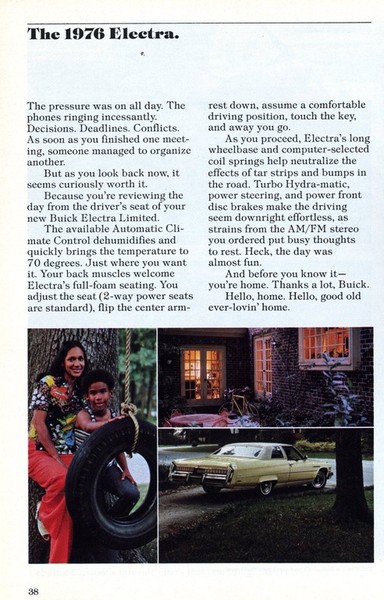 The 1976 Electra.
The pressure was on all day. The
phones ringing incessantly.
Decisions. Deadlines. Conflicts.
As soon as you finished one meet-
ing, someone managed to organize
another.
But as you look back now, it
seems curiously worth it.
Because you're reviewing the
day from the driver's seat of your
new Buick Electra Limited.
The available Automatic Cli-
mate Control dehumidifies and
quickly brings the temperature to
70 degrees. Just where you want
it. Your back muscles welcome
Electra's full-foam seating. You
adjust the seat (2-way power seats
are standard), flip the center arm-
rest down, assume a comfortable
driving position, touch the key,
and away you go.
As you proceed, Electra's long
wheelbase and computer-selected
coil springs help neutralize the
effects of tar strips and bumps in
the road. Turbo Hydra-matic,
power steering, and power front
disc brakes make the driving
seem downright effortless, as
strains from the AM/FM stereo
you ordered put busy thoughts
to rest. Heck, the day was
almost fun.
And before you know it—
you're home. Thanks a lot, Buick.
Hello, home. Hello, good old
ever-lovin' home.
38